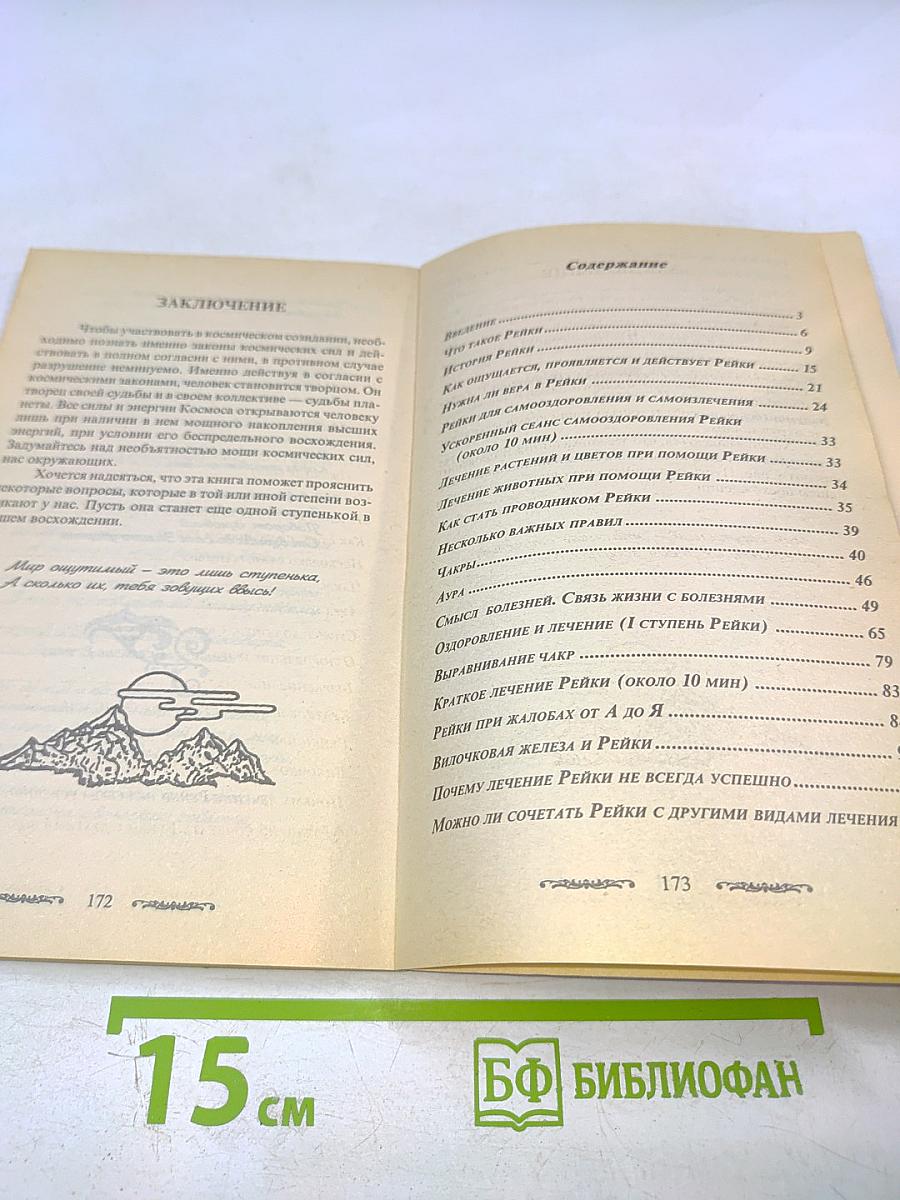 ЗАКЛЮЧЕНИЕ
Чтобы участвовать в космическом созидании, необ-
ходимо познать именно законы космических сил и дей-
ствовать в полном согласии с ними, в противном случае
разрушение неминуемо. Именно действуя в согласии с
космическими законами, человек становится творцом. Он
творец своей судьбы и в своем коллективе — судьбы пла-
неты. Все силы и энергии Космоса открываются человеку
лишь при наличии в нем мощного накопления высших
энергий, при условии его беспредельного восхождения.
Задумайтесь над необъятностью мощи космических сил,
нас окружающих.
Хочется надеяться, что эта книга поможет прояснить
некоторые вопросы, которые в той или иной степени воз-
икают у нас. Пусть она станет еще одной ступенькой в
шем восхождении.
Мир ощутимый — это лишь ступенька,
А сколько их, тебя зовущих ввысь!
172
Содержание
Введение ... 3
Что такое Рейки ... 6
История Рейки ... 9
Как ощущается, проявляется и действует Рейки ... 15
Нужна ли вера в Рейки ... 21
Рейки для самооздоровления и самоизлечения ... 24
Ускоренный сеанс самооздоровления Рейки
(около 10 мин) ... 33
Лечение растений и цветов при помощи Рейки ... 33
Лечение животных при помощи Рейки ... 34
Как стать проводником Рейки ... 35
Несколько важных правил ... 39
Чакры ... 40
Аура ... 46
Смысл болезней. Связь жизни с болезнями ... 49
Оздоровление и лечение (I ступень Рейки) ... 65
Выравнивание чакр ... 79
Краткое лечение Рейки (около 10 мин) ... 83
Рейки при жалобах от А до Я ... 8
Вилочковая железа и Рейки ...
Почему лечение Рейки не всегда успешно ...
Можно ли сочетать Рейки с другими видами лечения
173
15 см
БФ БИБЛИОФАН